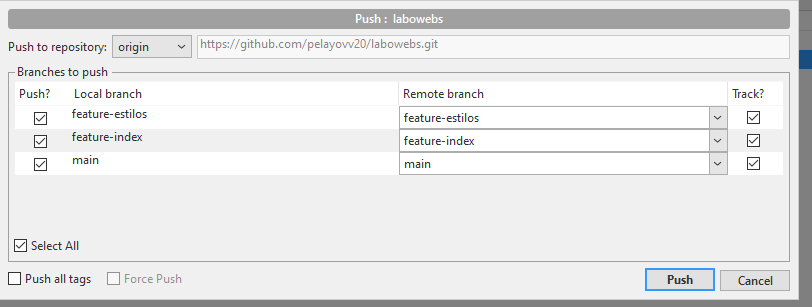 Push : labowebs
Push to repository: origin https://github.com/pelayovv20/labowebs.git
Branches to push
Push? Local branch Remote branch Track?
feature-estilos feature-estilos
feature-index feature-index
main main
Select All
Push all tags Force Push Push Cancel